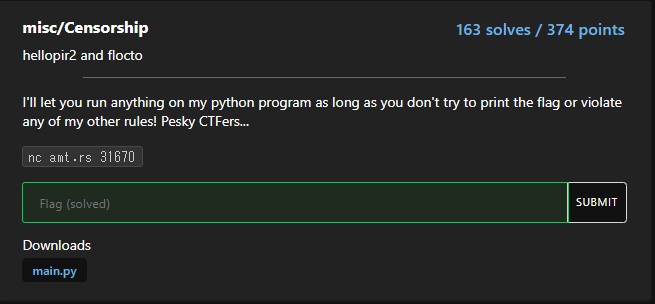 misc/Censorship
163 solves / 374 points
hellopir2 and flocto
I'll let you run anything on my python program as long as you don't try to print the flag or violate
any of my other rules! Pesky CTFers...
nc amt.rs 31670
Flag (solved)
SUBMIT
Downloads
main.py